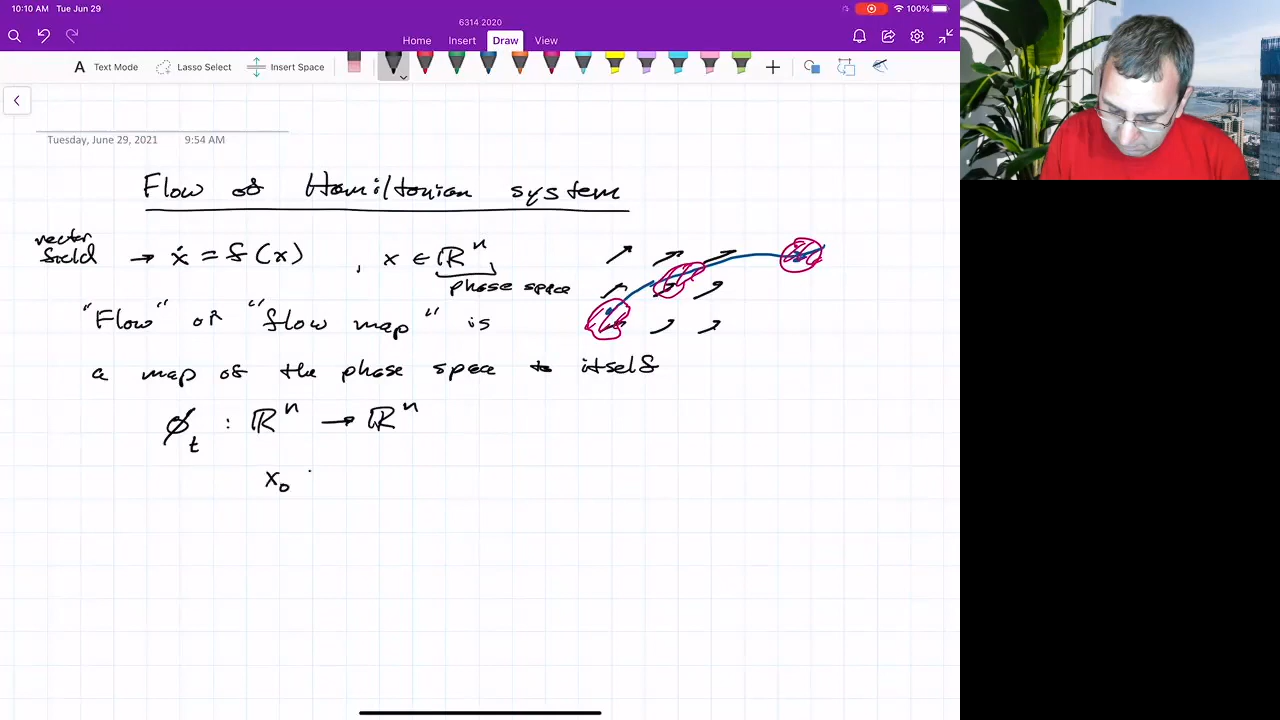 10:10 AM Tue Jun 29
100%
6314 2020
Home Insert Draw View
A Text Mode Lasso Select Insert Space
Tuesday, June 29, 2021 9:54 AM
Flow of Hamiltonian system
vector field → ẋ = f(x) , x ∈ ℝⁿ
phase space
"Flow" or "flow map" is
a map of the phase space to itself
ϕ_t : ℝⁿ → ℝⁿ
x₀